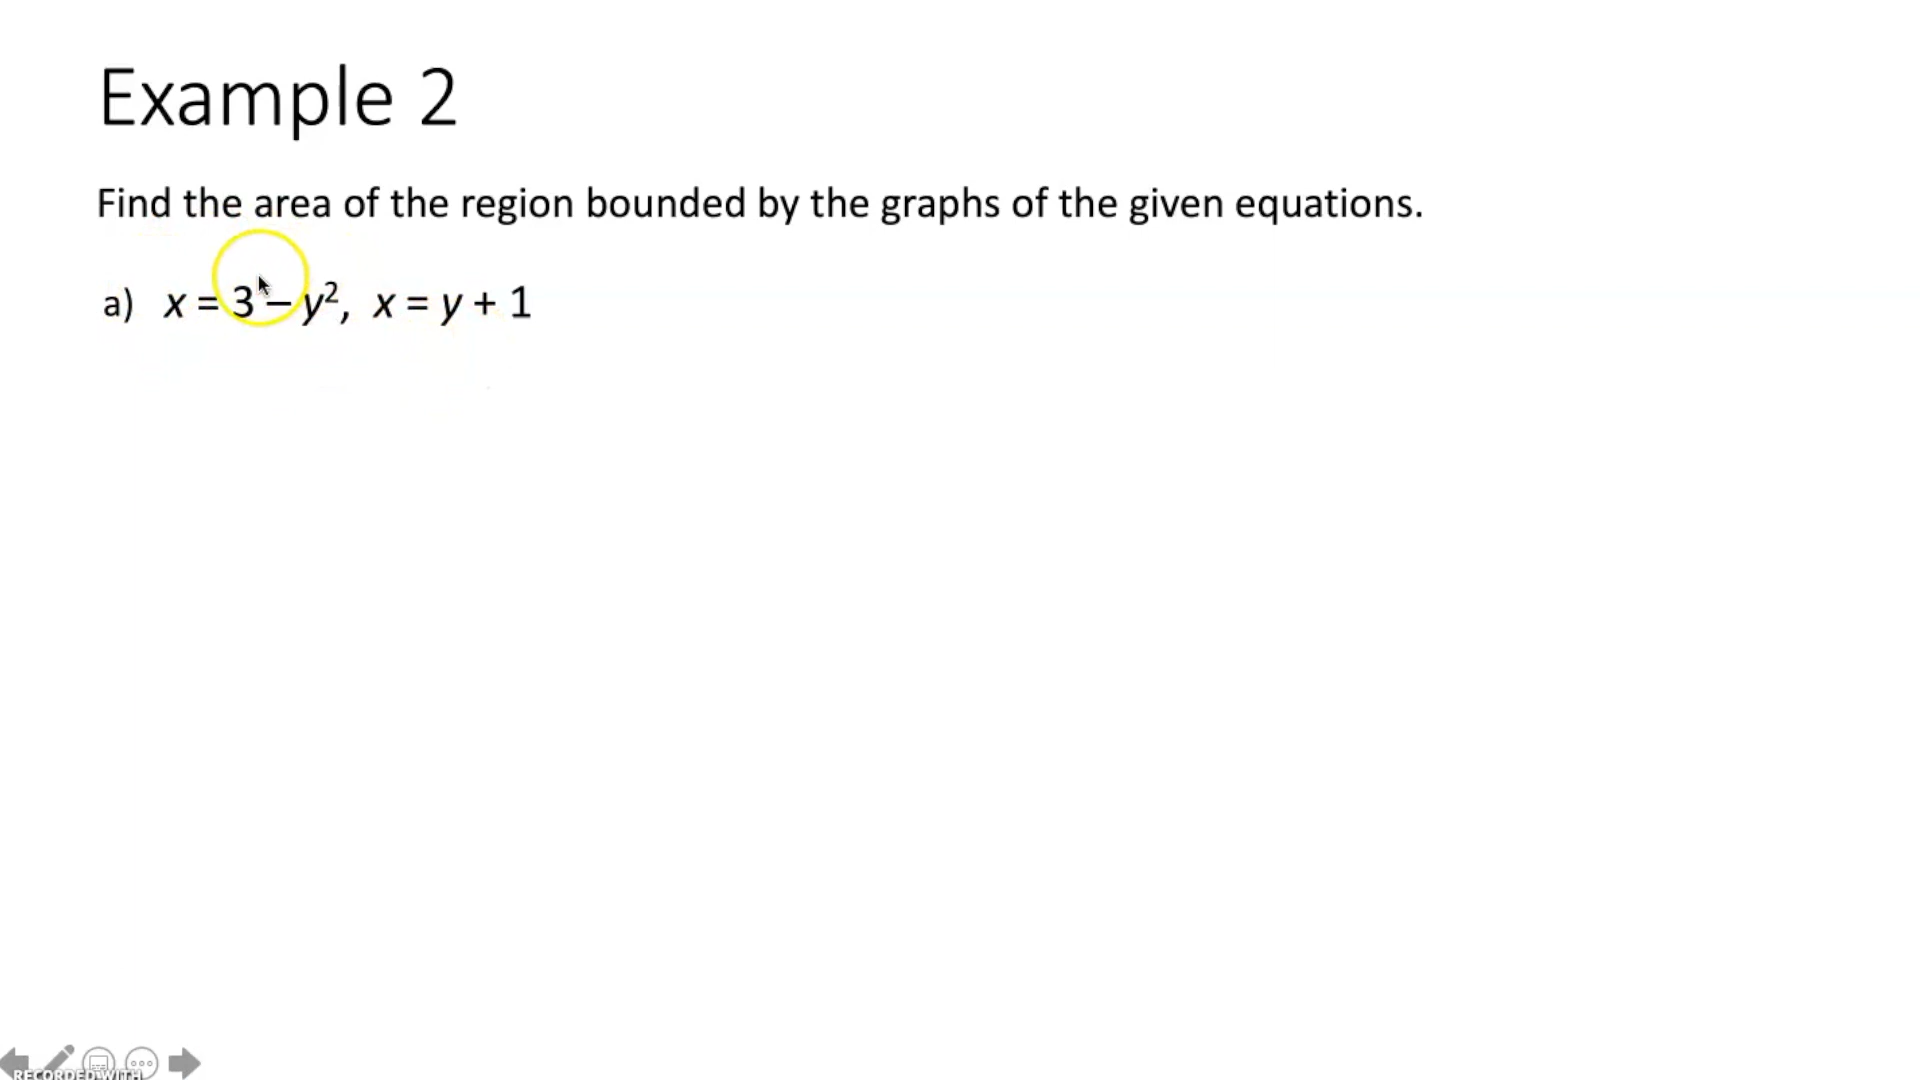 Example 2
Find the area of the region bounded by the graphs of the given equations.
a) x = 3 – y², x = y + 1
RECORDED WITH